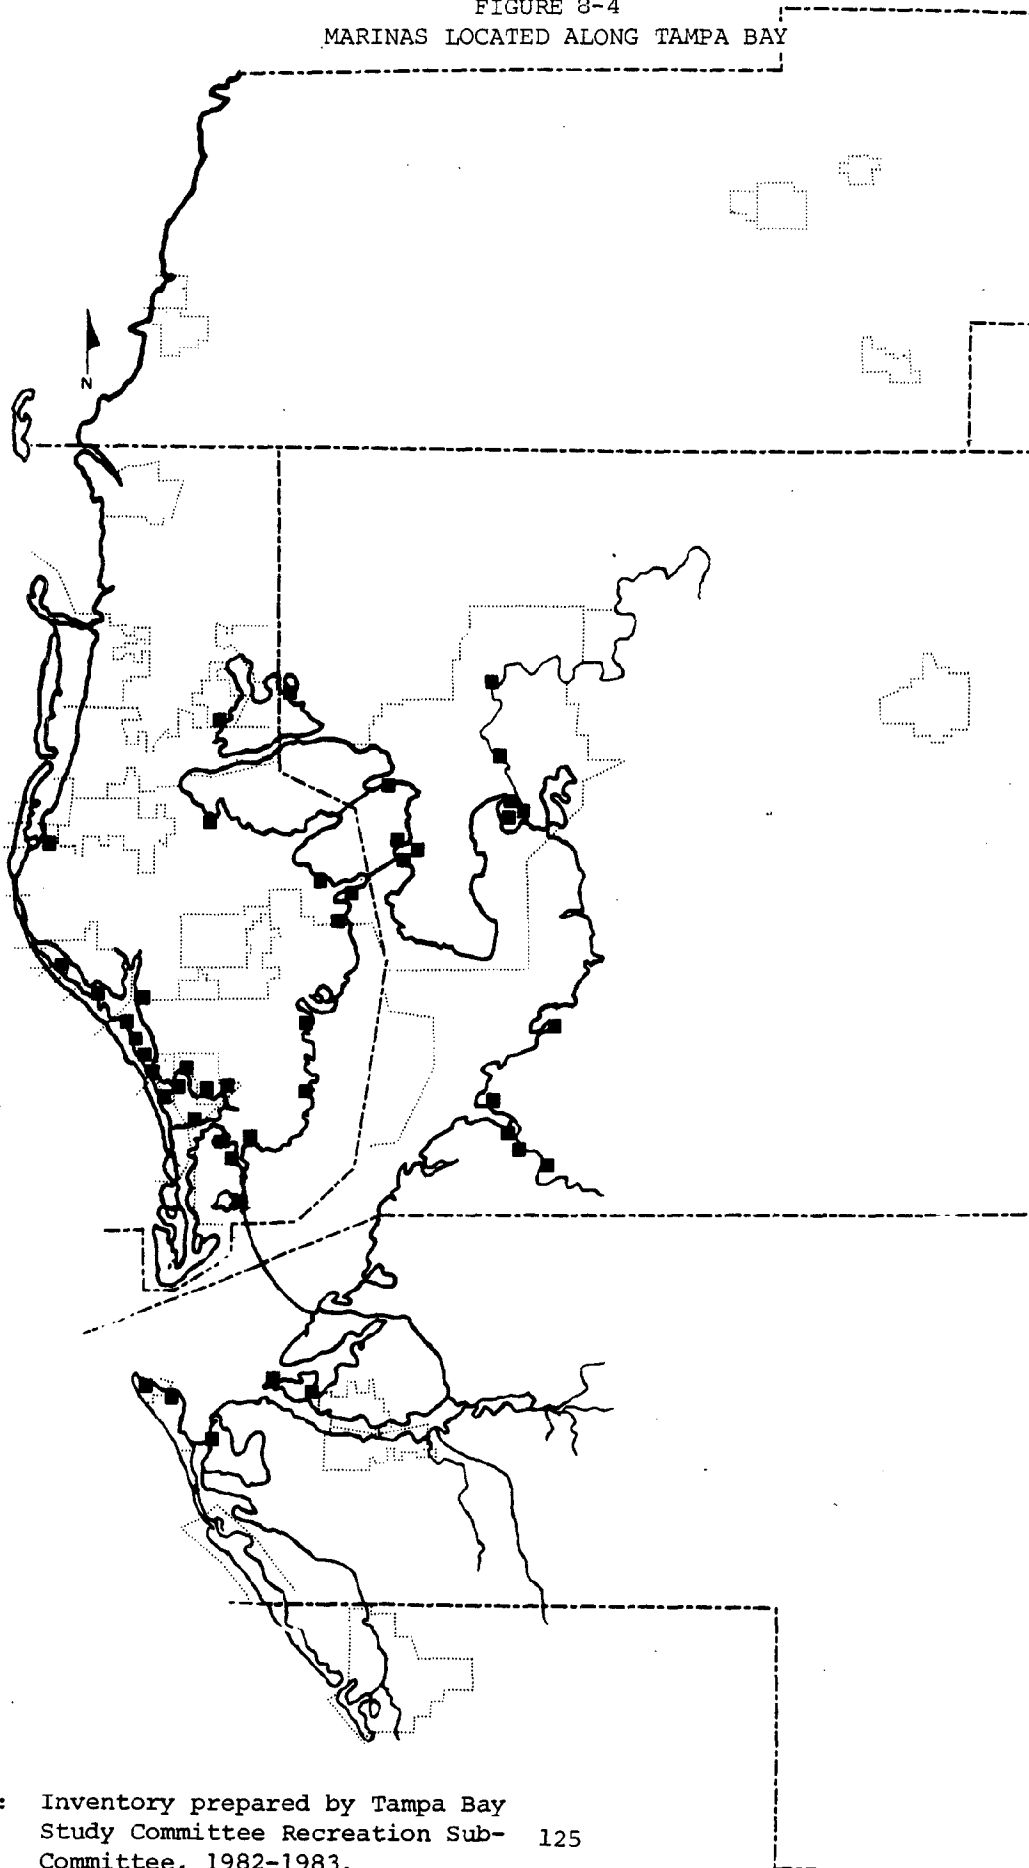 FIGURE 8-4
MARINAS LOCATED ALONG TAMPA BAY
N
: Inventory prepared by Tampa Bay
Study Committee Recreation Sub-
Committee, 1982-1983.
125